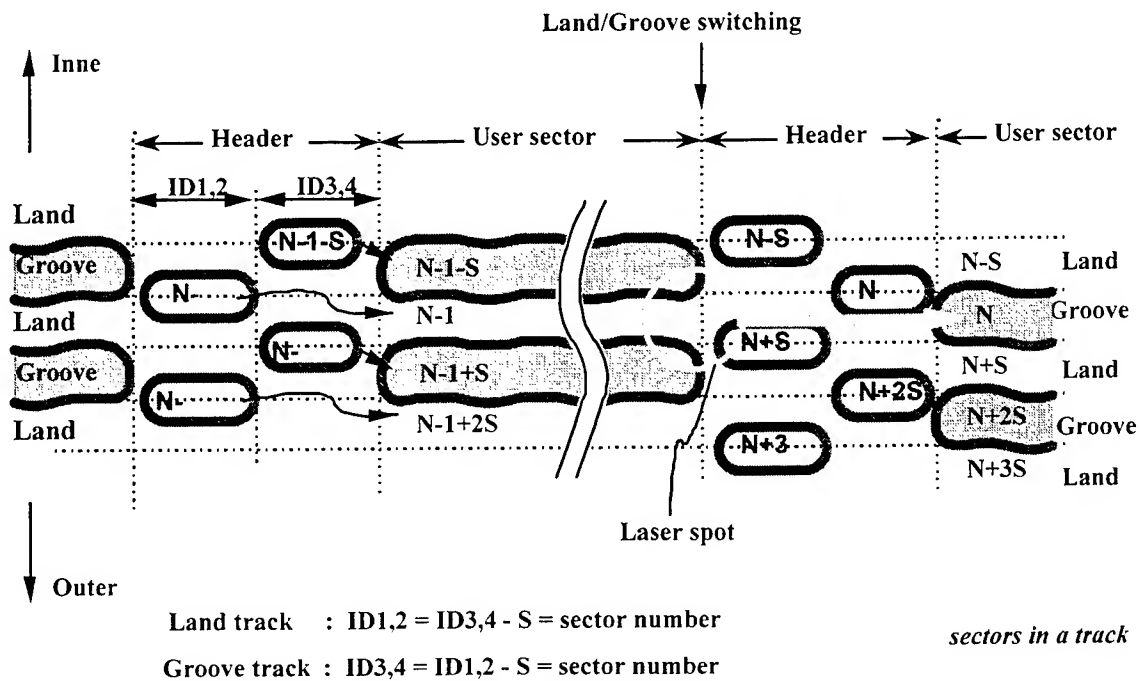 Land/Groove switching
Inne
Header
User sector
Header
User sector
ID1,2
ID3,4
Land
Groove
Land
Groove
Land
N-1-S
N-
N-
N-
N-1-S
N-1
N-1+S
N-1+2S
N-S
N
N+S
N+2S
N+3
N-S
Land
N
Groove
N+S
Land
N+2S
Groove
N+3S
Land
Laser spot
Outer
Land track : ID1,2 = ID3,4 - S = sector number
sectors in a track
Groove track : ID3,4 = ID1,2 - S = sector number